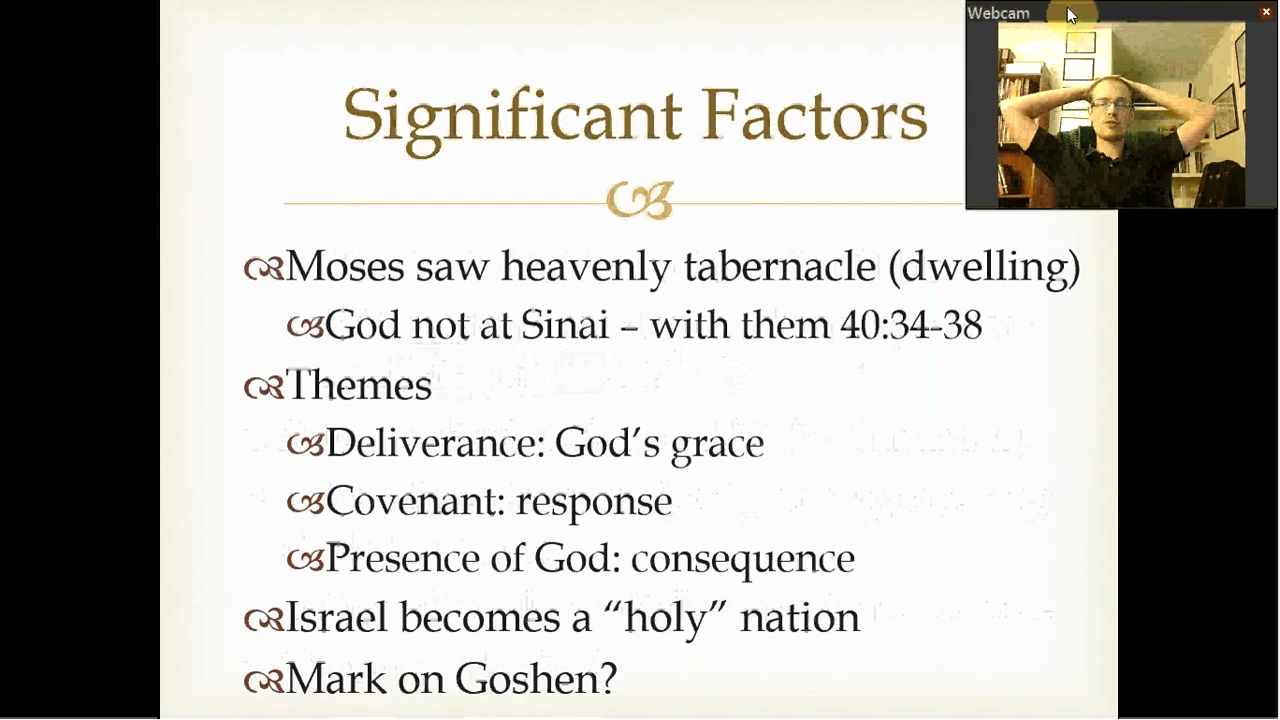 Webcam
Significant Factors
Moses saw heavenly tabernacle (dwelling)
God not at Sinai – with them 40:34-38
Themes
Deliverance: God’s grace
Covenant: response
Presence of God: consequence
Israel becomes a “holy” nation
Mark on Goshen?